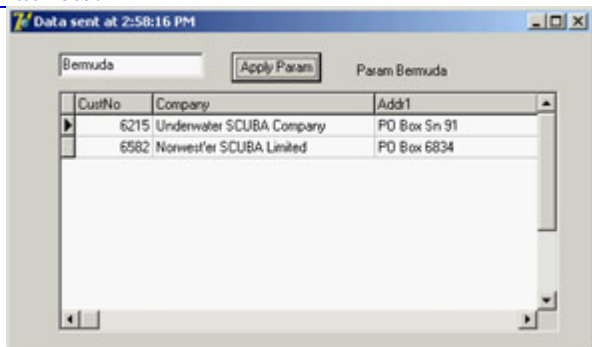 Data sent at 2:58:16 PM
Bermuda Apply Param Param Bermuda
CustNo Company Addr1
6215 Underwater SCUBA Company PO Box Sn 91
6582 Norwest'er SCUBA Limited PO Box 6834